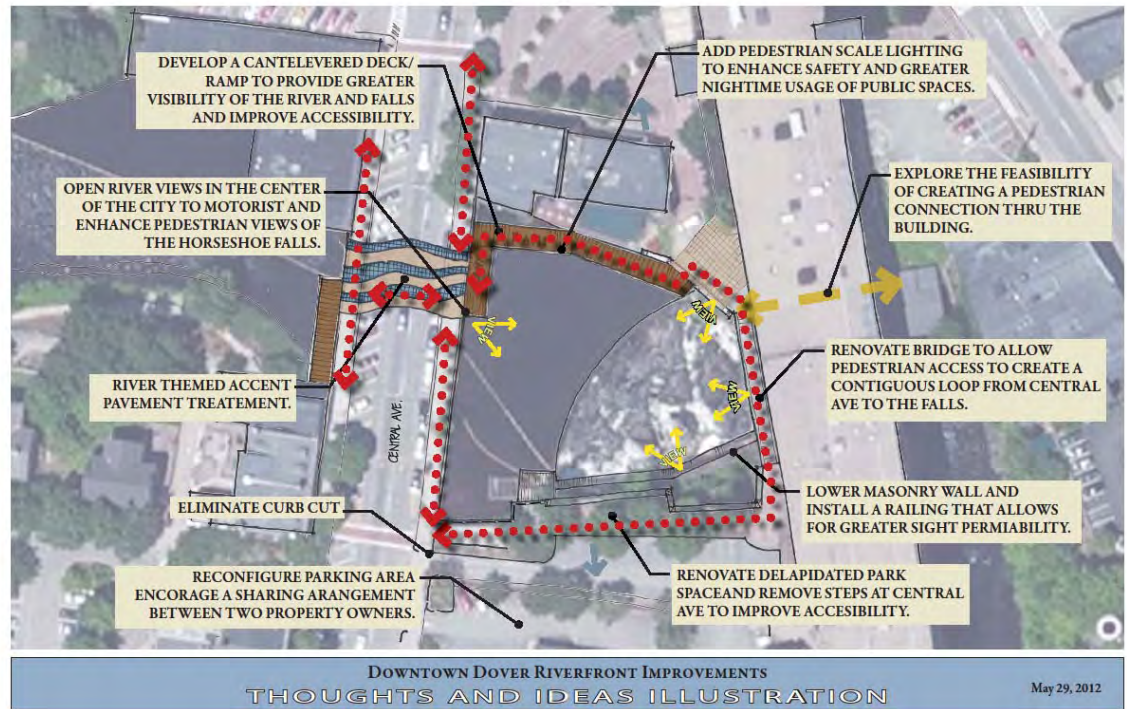 DEVELOP A CANTELEVERED DECK/
RAMP TO PROVIDE GREATER
VISIBILITY OF THE RIVER AND FALLS
AND IMPROVE ACCESSIBILITY.
ADD PEDESTRIAN SCALE LIGHTING
TO ENHANCE SAFETY AND GREATER
NIGHTIME USAGE OF PUBLIC SPACES.
OPEN RIVER VIEWS IN THE CENTER
OF THE CITY TO MOTORIST AND
ENHANCE PEDESTRIAN VIEWS OF
THE HORSESHOE FALLS.
EXPLORE THE FEASIBILITY
OF CREATING A PEDESTRIAN
CONNECTION THRU THE
BUILDING.
VIEW
VIEW
VIEW
VIEW
RIVER THEMED ACCENT
PAVEMENT TREATEMENT.
CENTRAL AVE.
RENOVATE BRIDGE TO ALLOW
PEDESTRIAN ACCESS TO CREATE A
CONTIGUOUS LOOP FROM CENTRAL
AVE TO THE FALLS.
ELIMINATE CURB CUT
LOWER MASONRY WALL AND
INSTALL A RAILING THAT ALLOWS
FOR GREATER SIGHT PERMIABILITY.
RECONFIGURE PARKING AREA
ENCORAGE A SHARING ARANGEMENT
BETWEEN TWO PROPERTY OWNERS.
RENOVATE DELAPIDATED PARK
SPACEAND REMOVE STEPS AT CENTRAL
AVE TO IMPROVE ACCESIBILITY.
DOWNTOWN DOVER RIVERFRONT IMPROVEMENTS
THOUGHTS AND IDEAS ILLUSTRATION
May 29, 2012